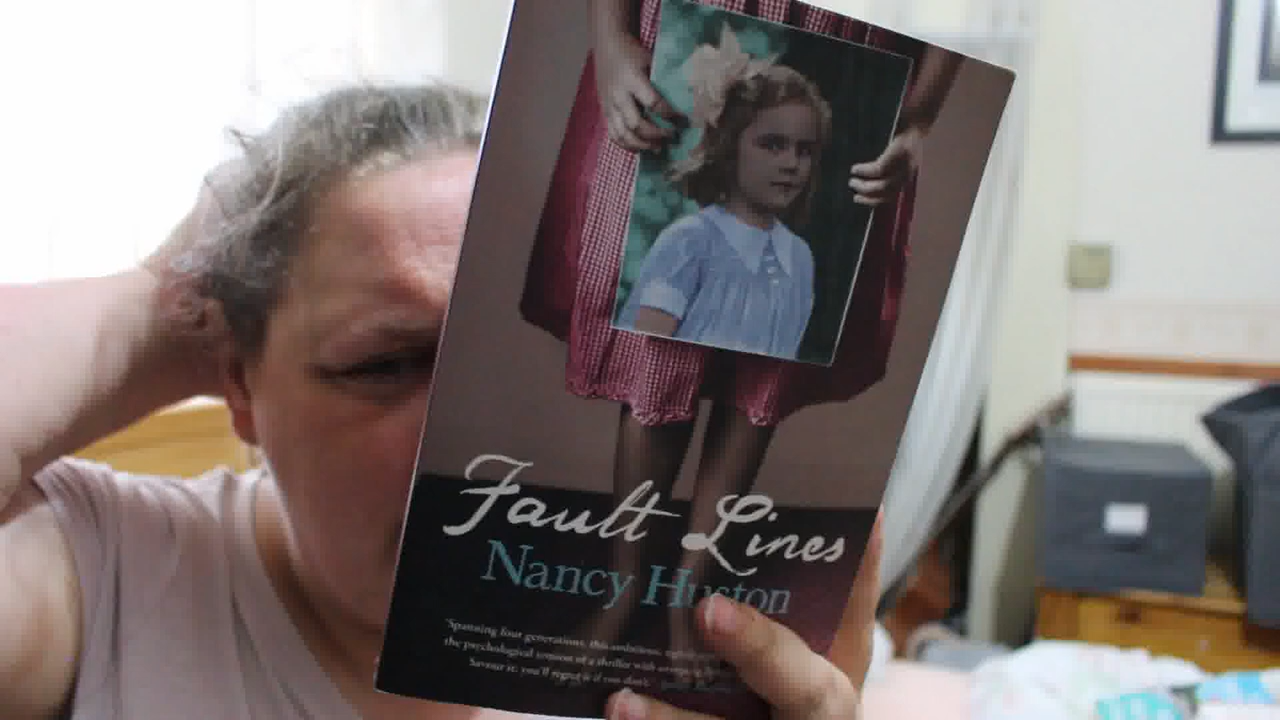 Fault Lines
Nancy Huston
'Spanning four generations, this ambitious,
the psychological tension of a thriller with
Savour it: you'll regret it if you don't.'